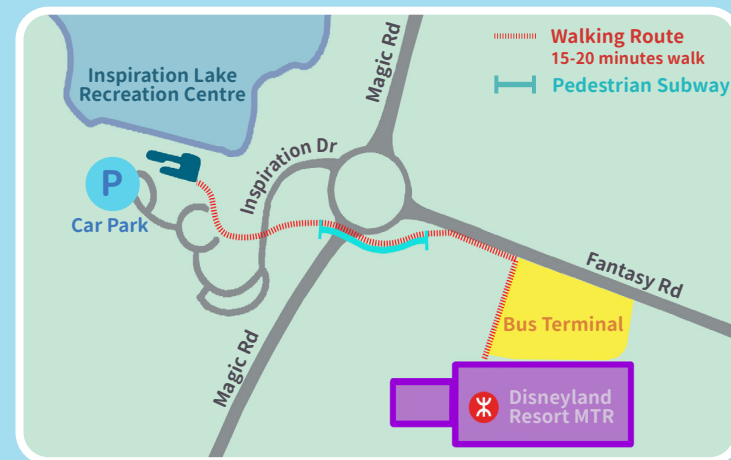 Walking Route
15-20 minutes walk
Pedestrian Subway
Inspiration Lake
Recreation Centre
Magic Rd
Inspiration Dr
P
Car Park
Fantasy Rd
Bus Terminal
Magic Rd
Disneyland
Resort MTR